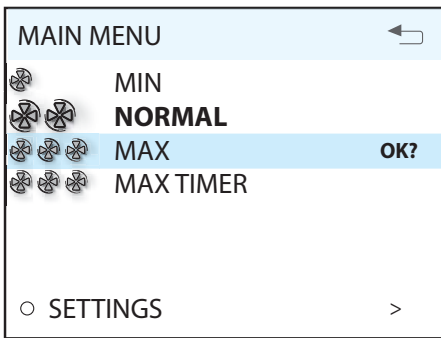 MAIN MENU
MIN
NORMAL
MAX OK?
MAX TIMER
SETTINGS >